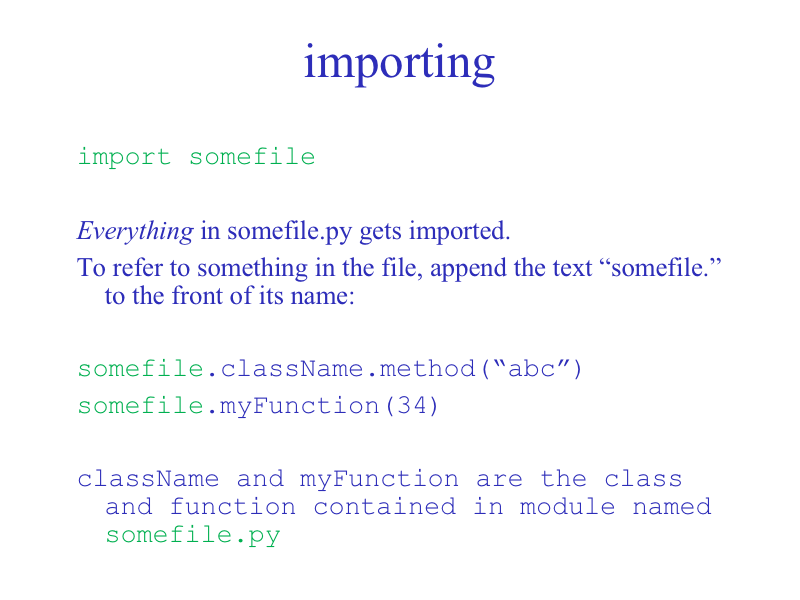 importing
import somefile
Everything in somefile.py gets imported.
To refer to something in the file, append the text “somefile.”
to the front of its name:
somefile.className.method(“abc”)
somefile.myFunction(34)
className and myFunction are the class
and function contained in module named
somefile.py